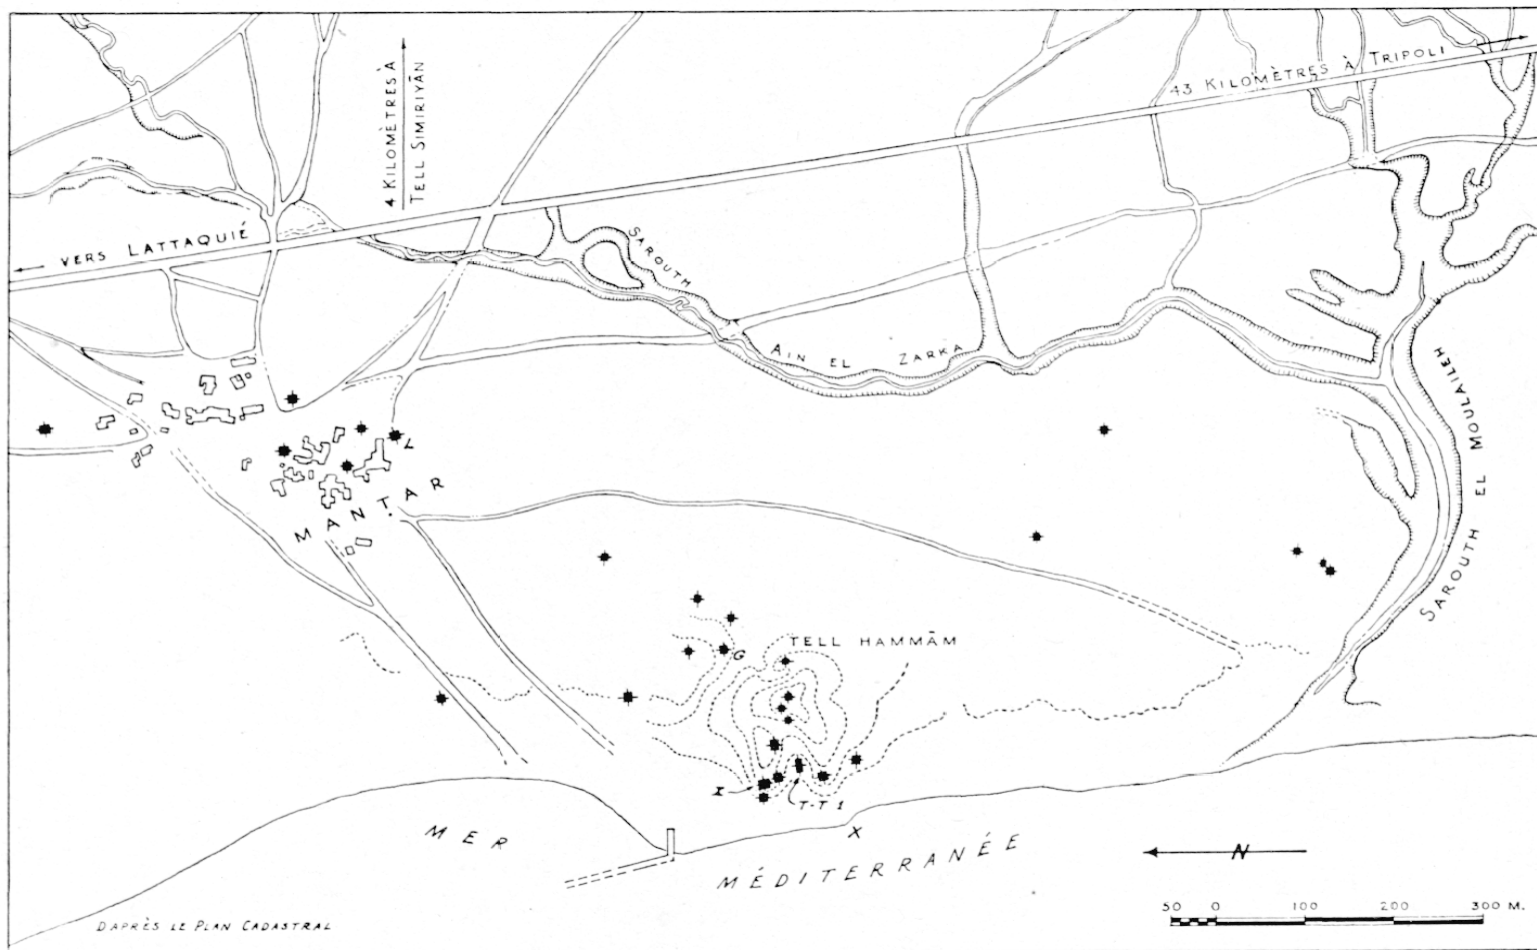 43 KILOMÈTRES À TRIPOLI
4 KILOMÈTRES À
TELL SIMIRIYĀN
VERS LATTAQUIÉ
SAROUTH
AIN EL ZARKA
SAROUTH EL MOULAILEH
L
MANTAR
TELL HAMMĀM
G
I
T-T 1
X
MER
MÉDITERRANÉE
N
50 0 100 200 300 M.
D'APRÈS LE PLAN CADASTRAL